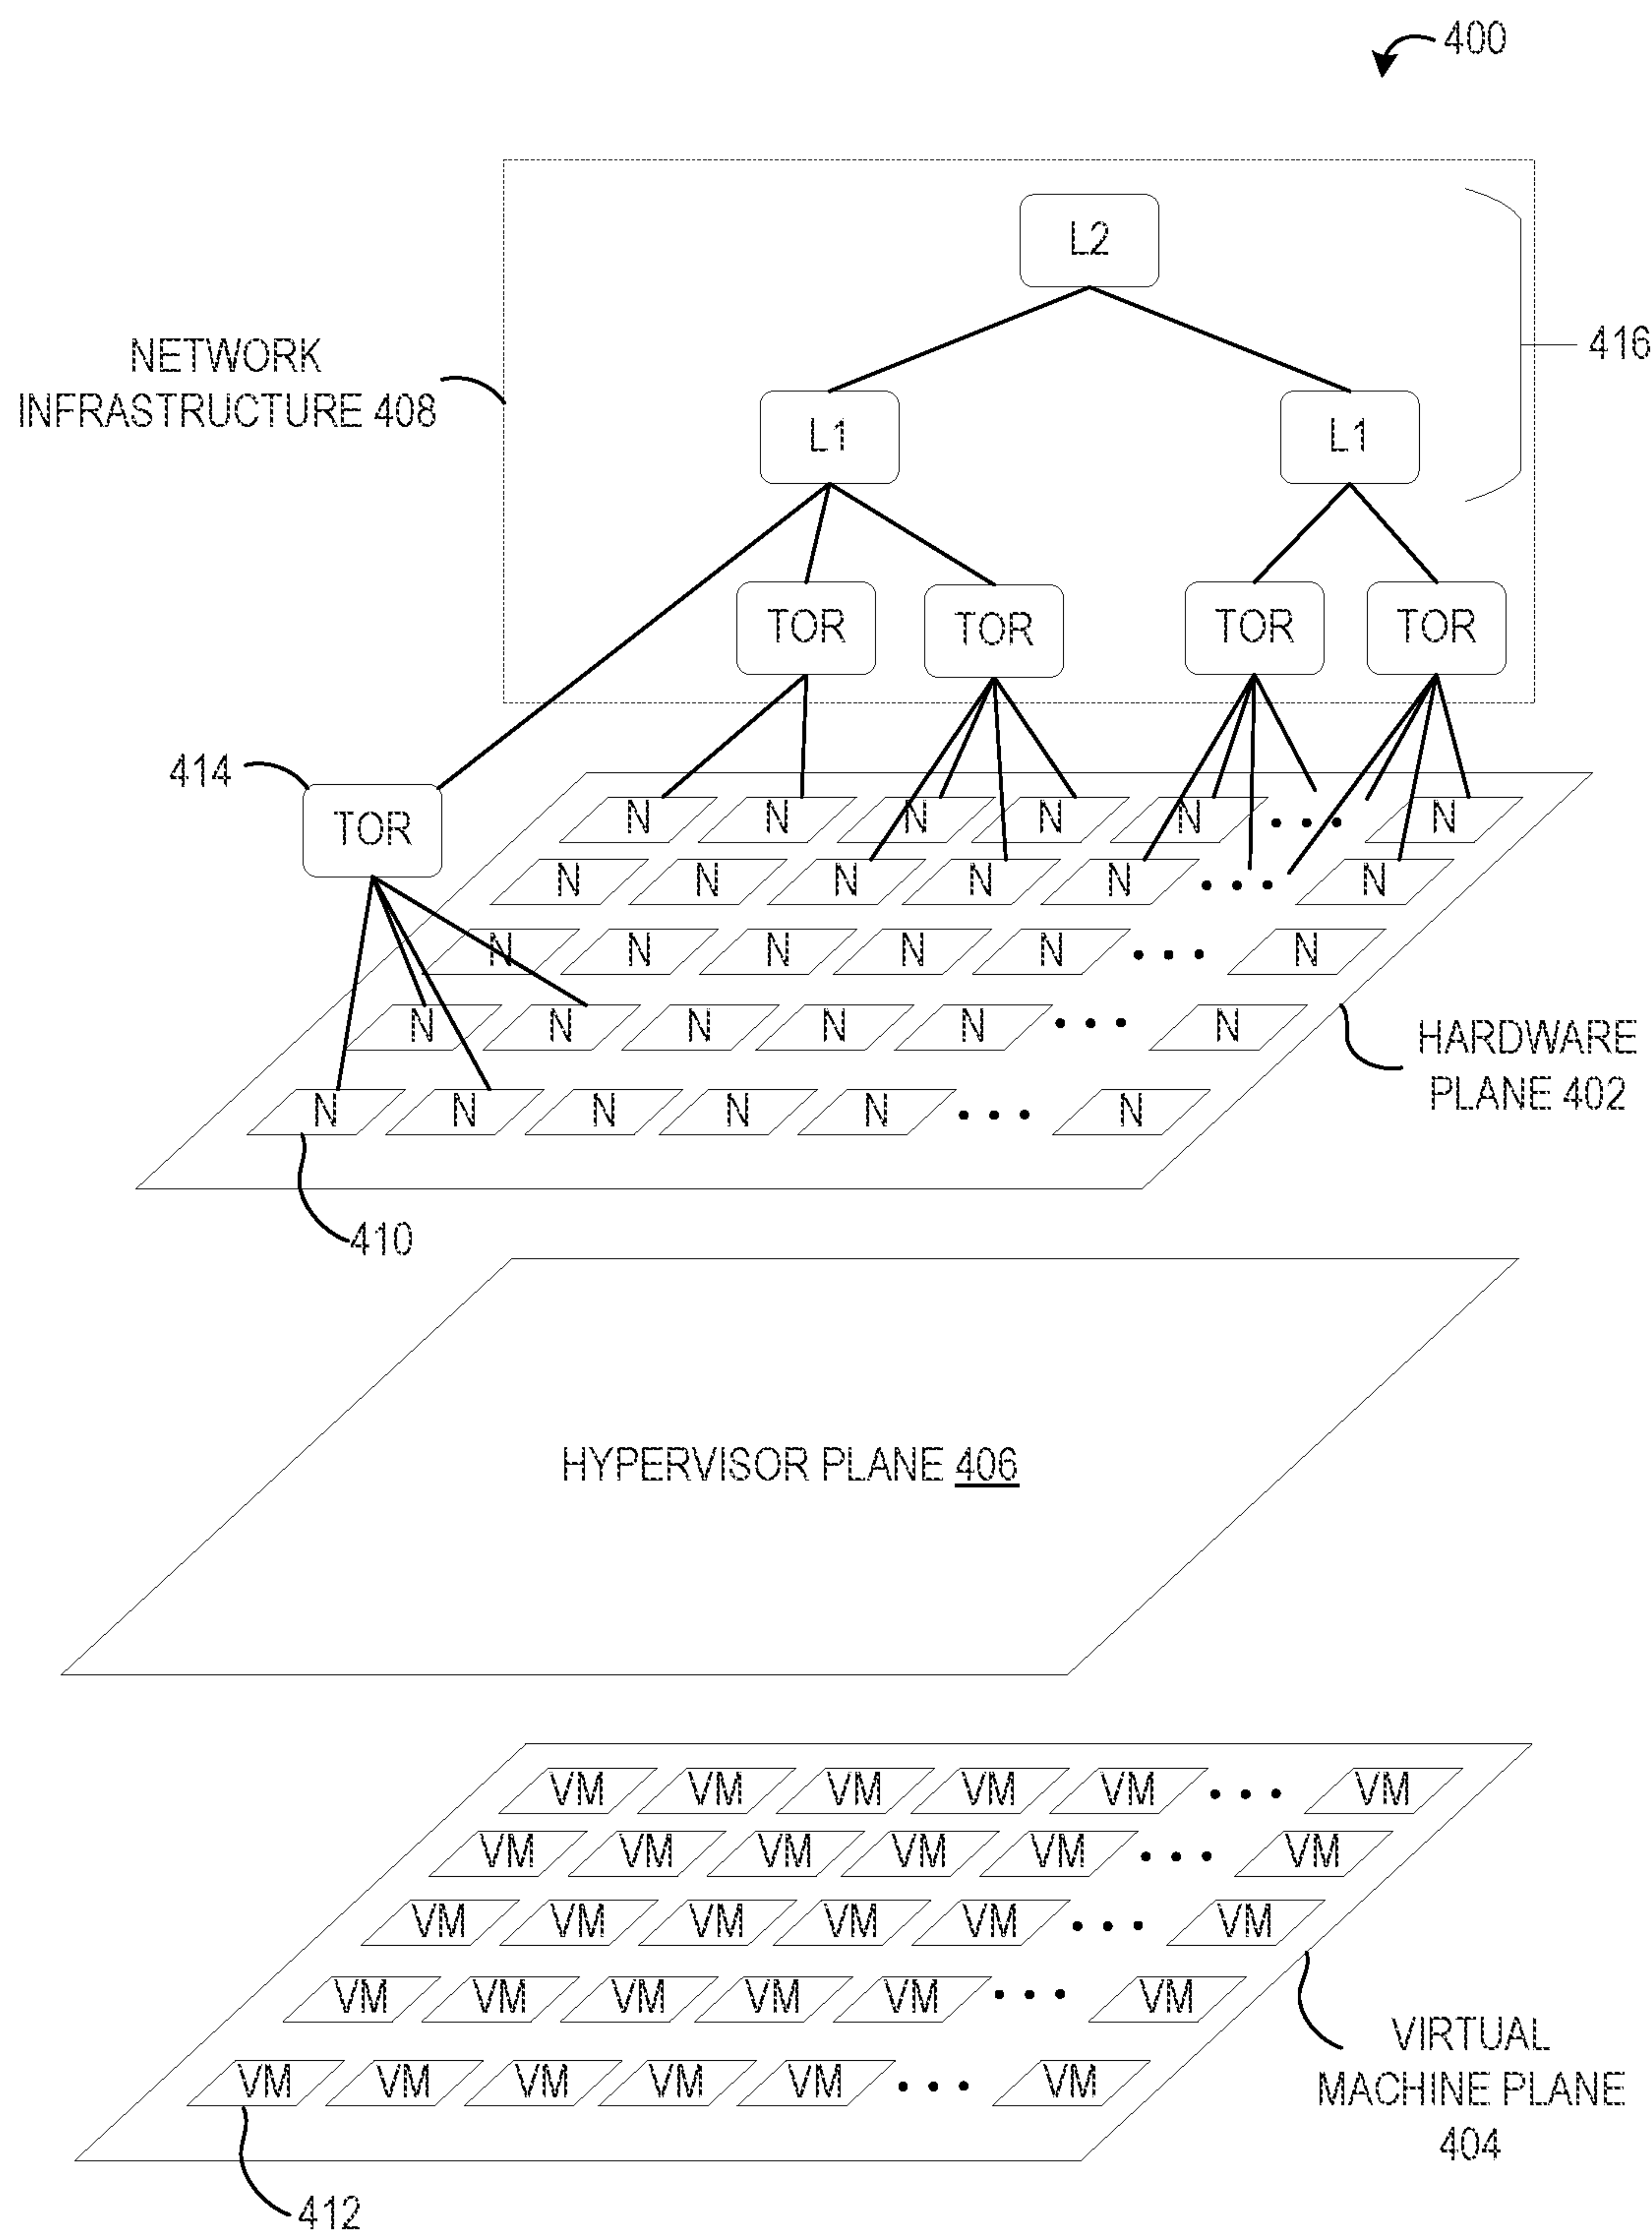 400
L2
NETWORK
INFRASTRUCTURE 408
416
L1 L1
TOR TOR TOR TOR
414
TOR
N N N N N • • • N
N N N N N • • • N
N N N N N • • • N
N N N N N • • • N
HARDWARE
PLANE 402
N N N N N • • • N
410
HYPERVISOR PLANE 406
VM VM VM VM VM • • • VM
VM VM VM VM VM • • • VM
VM VM VM VM VM • • • VM
VM VM VM VM VM • • • VM
VIRTUAL
MACHINE PLANE
404
VM VM VM VM VM • • • VM
412